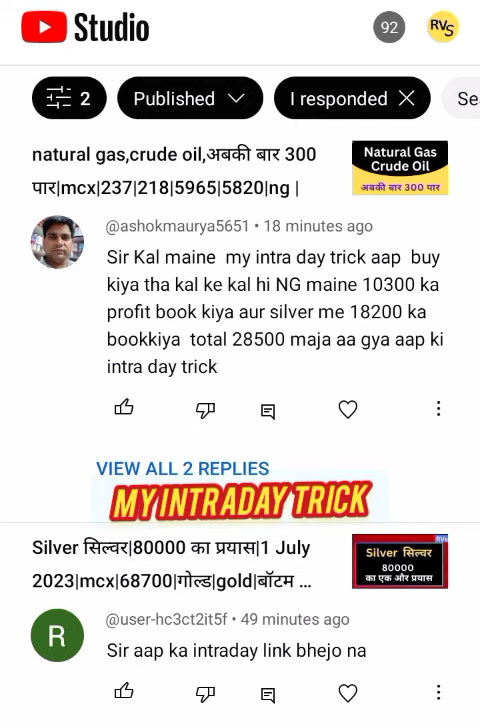 Studio
92
RVS
2
Published
I responded
Se
natural gas,crude oil,अबकी बार 300
पार|mcx|237|218|5965|5820|ng |
Natural Gas
Crude Oil
अबकी बार 300 पार
@ashokmaurya5651 • 18 minutes ago
Sir Kal maine my intra day trick aap buy
kiya tha kal ke kal hi NG maine 10300 ka
profit book kiya aur silver me 18200 ka
bookkiya total 28500 maja aa gya aap ki
intra day trick
VIEW ALL 2 REPLIES
MY INTRADAY TRICK
Silver सिल्वर|80000 का प्रयास|1 July
2023|mcx|68700|गोल्ड|gold|बॉटम ...
RVs
Silver सिल्वर
80000
का एक और प्रयास
R
@user-hc3ct2it5f • 49 minutes ago
Sir aap ka intraday link bhejo na